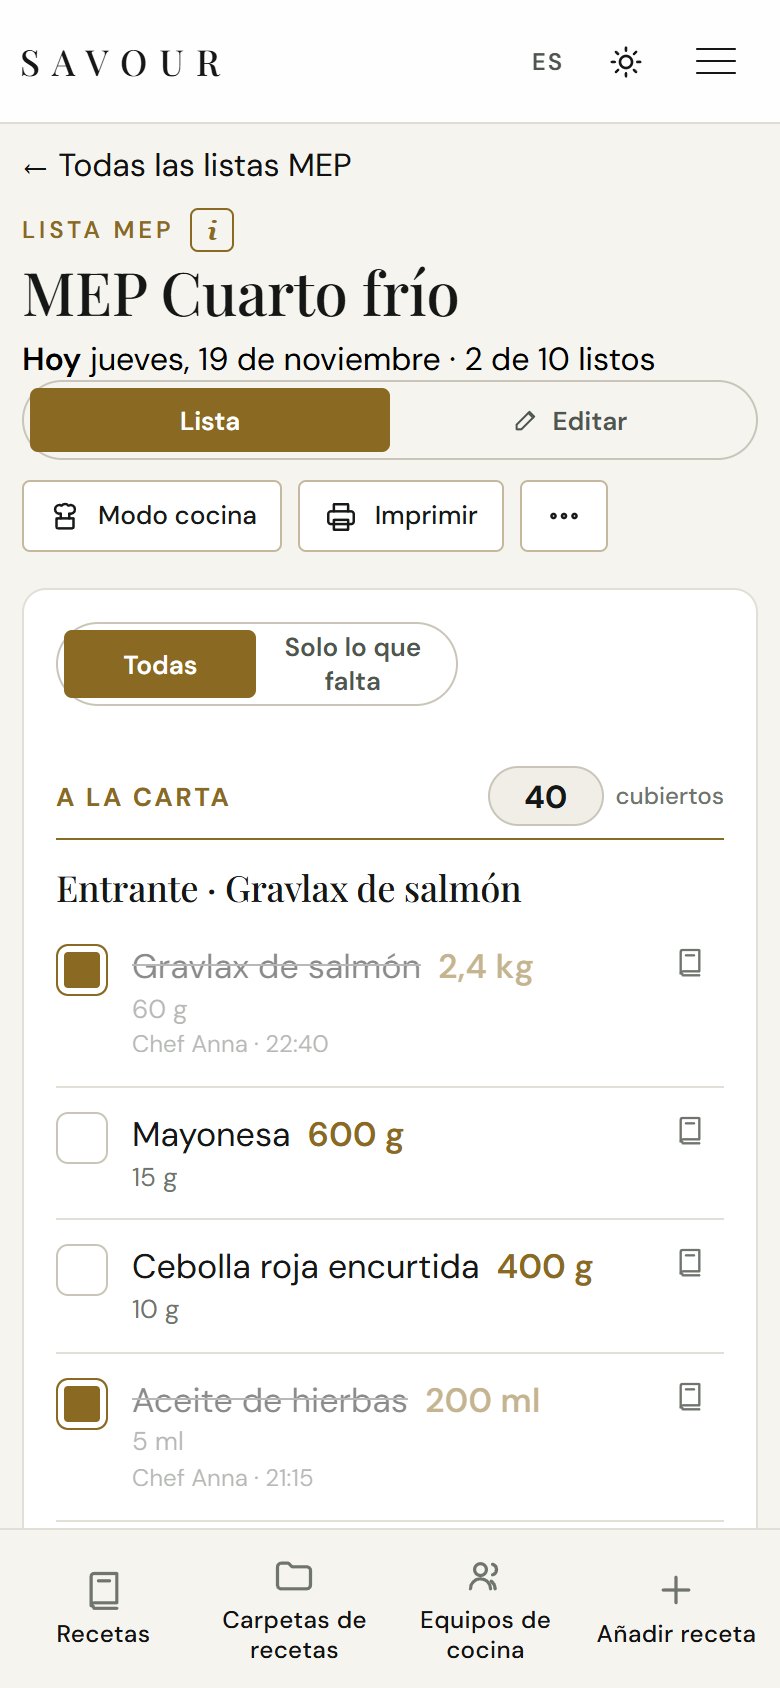 SAVOUR
ES
← Todas las listas MEP
LISTA MEP i
MEP Cuarto frío
Hoy jueves, 19 de noviembre · 2 de 10 listos
Lista
Editar
Modo cocina
Imprimir
Todas
Solo lo que
falta
A LA CARTA
40 cubiertos
Entrante · Gravlax de salmón
Gravlax de salmón 2,4 kg
60 g
Chef Anna · 22:40
Mayonesa 600 g
15 g
Cebolla roja encurtida 400 g
10 g
Aceite de hierbas 200 ml
5 ml
Chef Anna · 21:15
Recetas
Carpetas de
recetas
Equipos de
cocina
Añadir receta